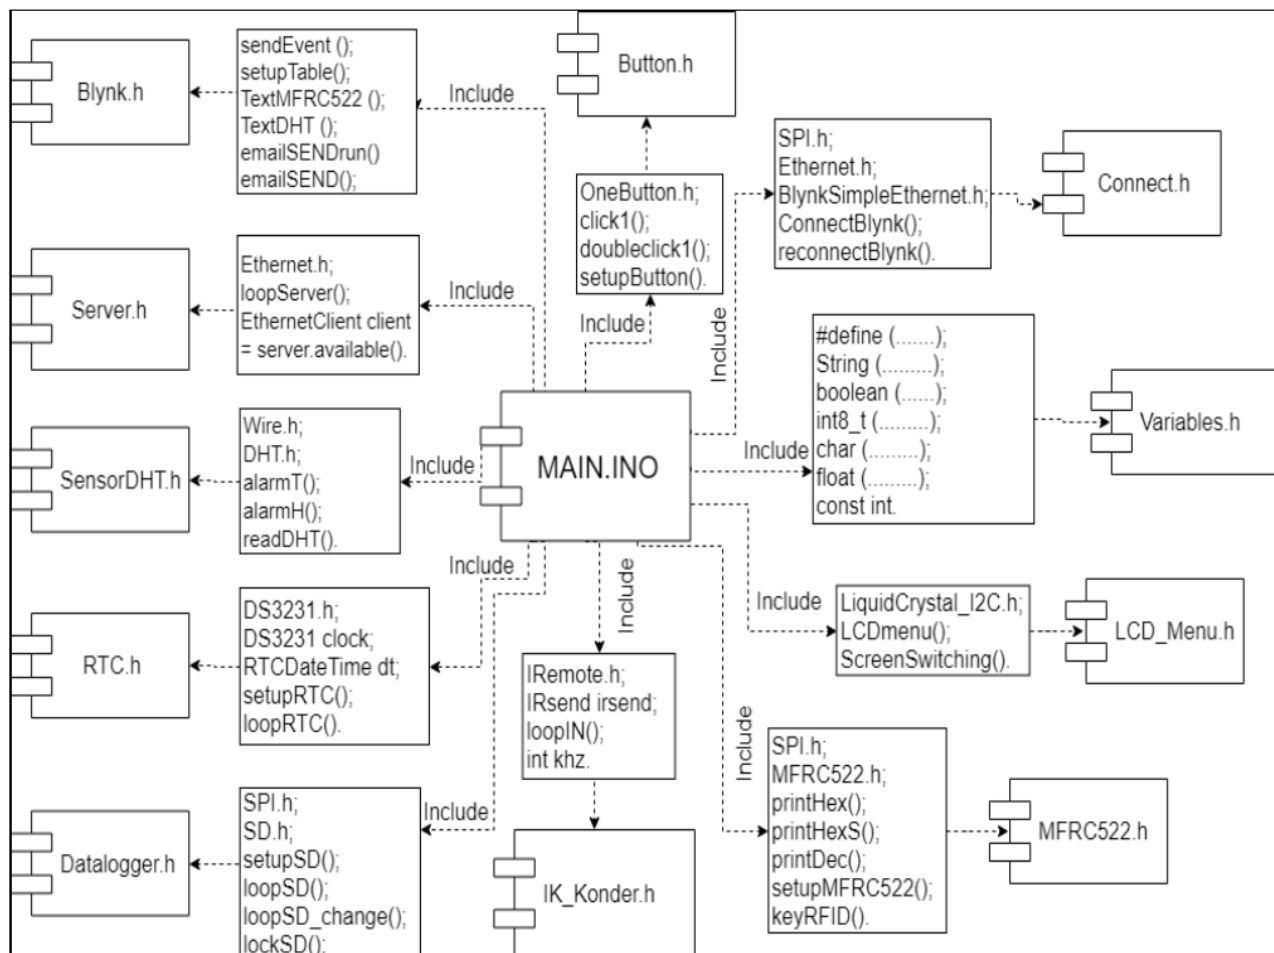 Blynk.h
sendEvent ();
setupTable();
TextMFRC522 ();
TextDHT ();
emailSENDrun()
emailSEND();
Include
Button.h
OneButton.h;
click1();
doubleclick1();
setupButton().
Include
SPI.h;
Ethernet.h;
BlynkSimpleEthernet.h;
ConnectBlynk();
reconnectBlynk().
Connect.h
Include
Server.h
Ethernet.h;
loopServer();
EthernetClient client
= server.available().
Include
#define (.......);
String (.........);
boolean (......);
int8_t (.........);
char (.........);
float (.........);
const int.
Variables.h
Include
MAIN.INO
SensorDHT.h
Wire.h;
DHT.h;
alarmT();
alarmH();
readDHT().
Include
RTC.h
DS3231.h;
DS3231 clock;
RTCDateTime dt;
setupRTC();
loopRTC().
Include
Include
IRemote.h;
IRsend irsend;
loopIN();
int khz.
IK_Konder.h
Include
LiquidCrystal_I2C.h;
LCDmenu();
ScreenSwitching().
LCD_Menu.h
Datalogger.h
SPI.h;
SD.h;
setupSD();
loopSD();
loopSD_change();
lockSD();
Include
Include
SPI.h;
MFRC522.h;
printHex();
printHexS();
printDec();
setupMFRC522();
keyRFID().
MFRC522.h